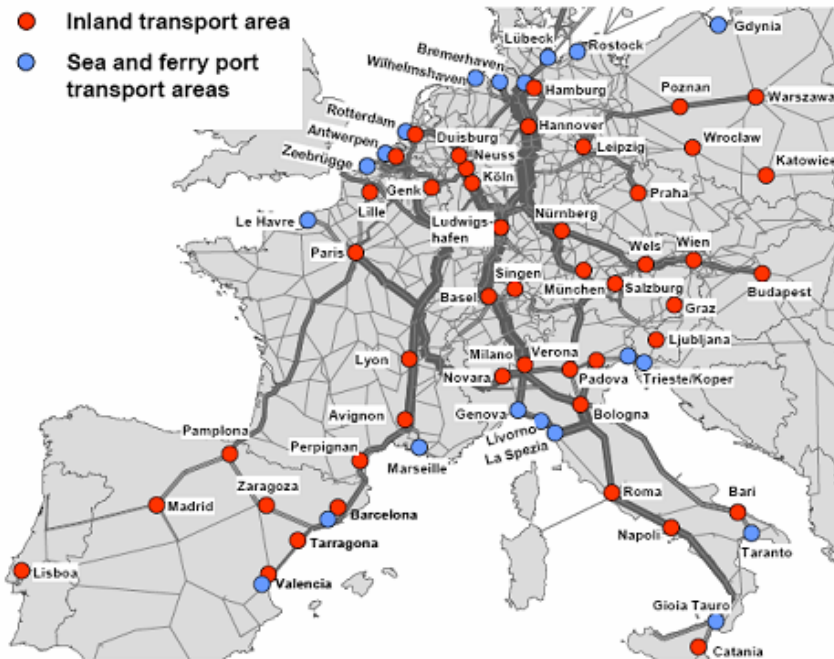 Inland transport area
Sea and ferry port
transport areas
Gdynia
Lübeck
Rostock
Bremerhaven
Wilhelmshaven
Hamburg
Poznan
Warszawa
Rotterdam
Hannover
Antwerpen
Duisburg
Leipzig
Wroclaw
Zeebrügge
Neuss
Katowice
Genk
Köln
Praha
Lille
Le Havre
Ludwigs-
hafen
Nürnberg
Paris
Wels
Wien
Singen
Basel
München
Salzburg
Budapest
Graz
Ljubljana
Lyon
Milano
Verona
Novara
Padova
Trieste/Koper
Avignon
Genova
Bologna
Pamplona
Livorno
La Spezia
Perpignan
Marseille
Zaragoza
Madrid
Barcelona
Roma
Bari
Tarragona
Napoli
Taranto
Lisboa
Valencia
Gioia Tauro
Catania